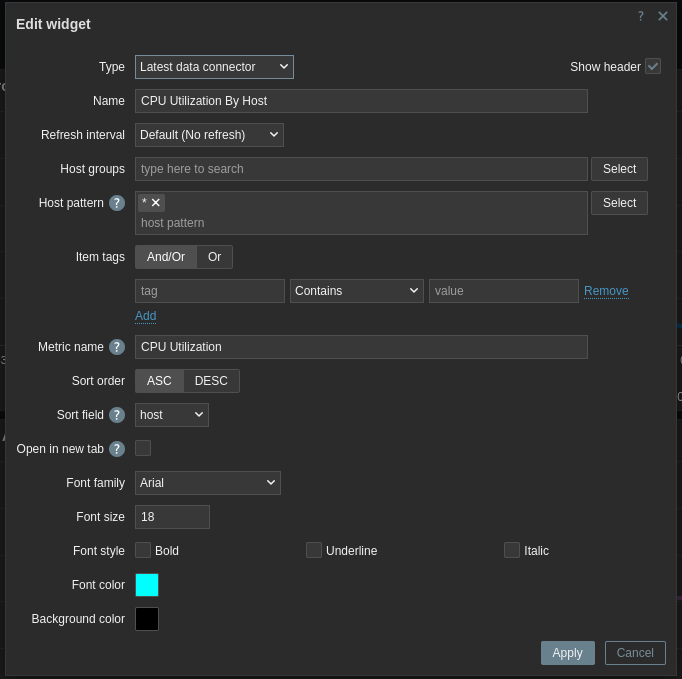 Edit widget
?
Type Latest data connector Show header
Name CPU Utilization By Host
Refresh interval Default (No refresh)
Host groups type here to search Select
Host pattern ? * Select
host pattern
Item tags And/Or Or
tag Contains value Remove
Add
Metric name ? CPU Utilization
Sort order ASC DESC
Sort field ? host
Open in new tab ?
Font family Arial
Font size 18
Font style Bold Underline Italic
Font color
Background color
Apply Cancel